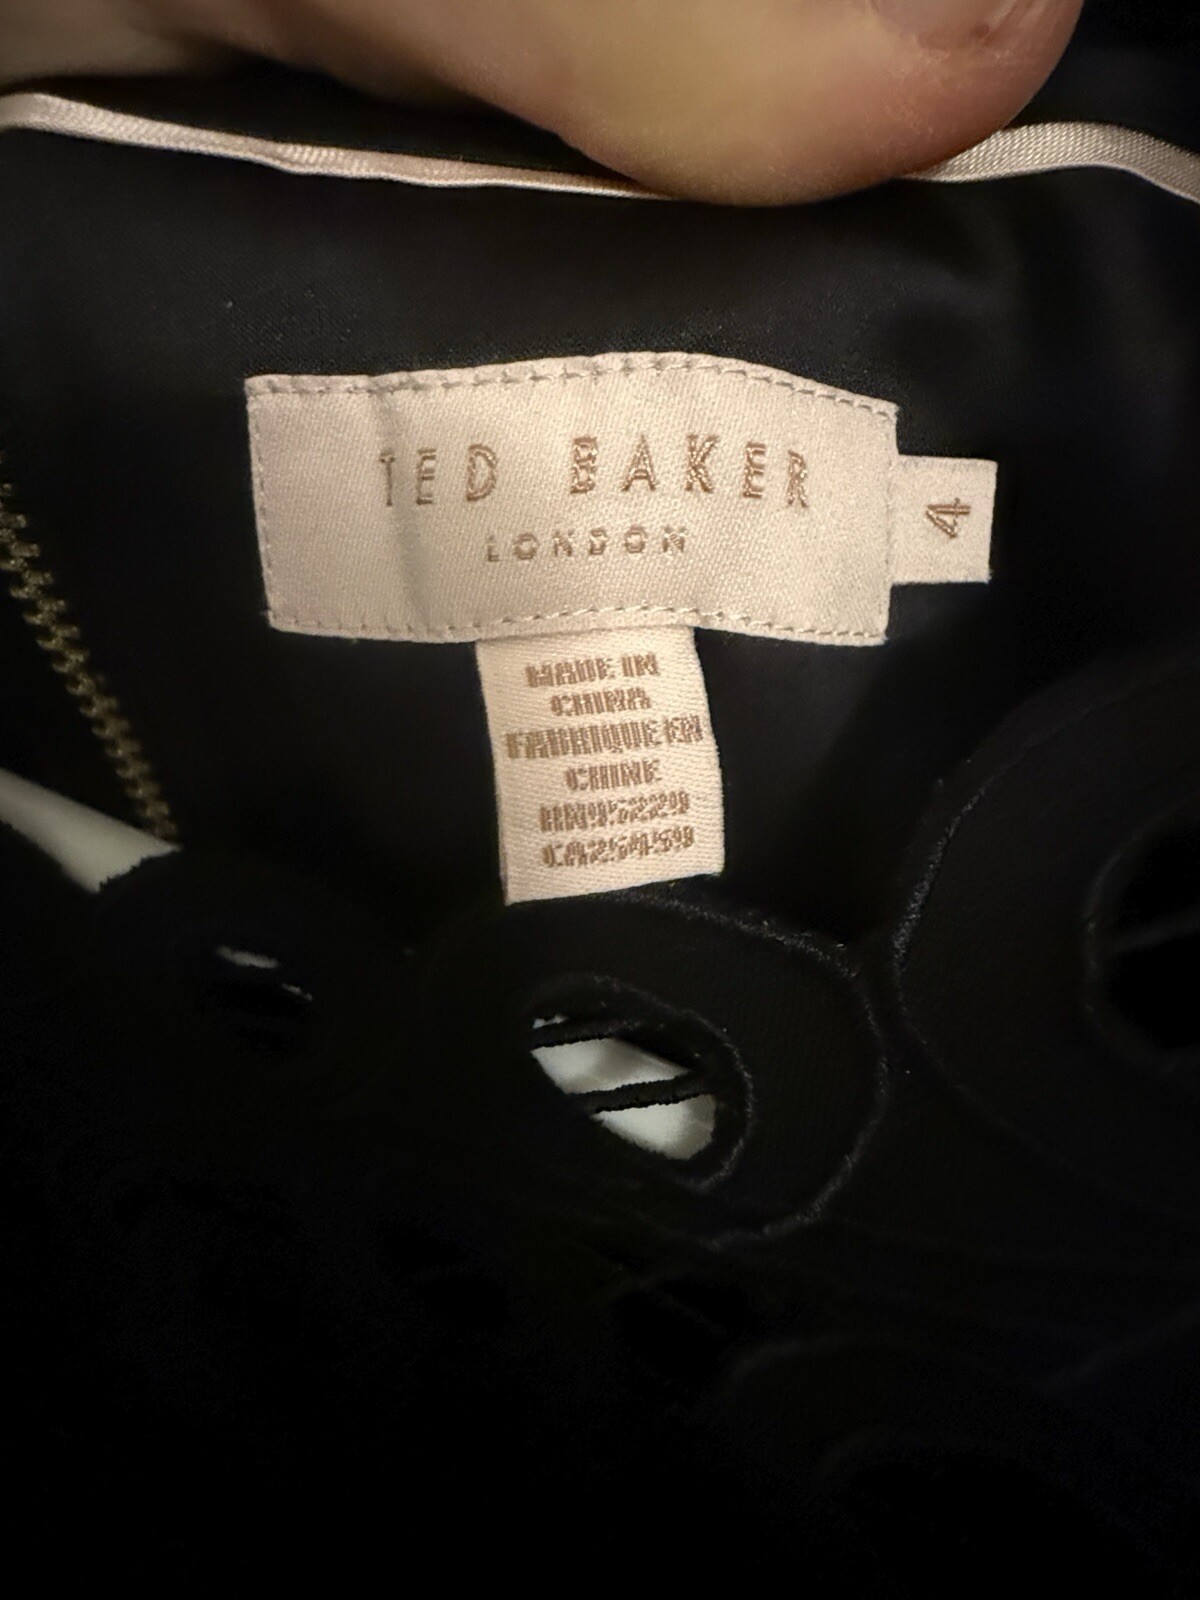 TED BAKER
LONDON
4
MADE IN
CHINA
FABRIQUE EN
CHINE